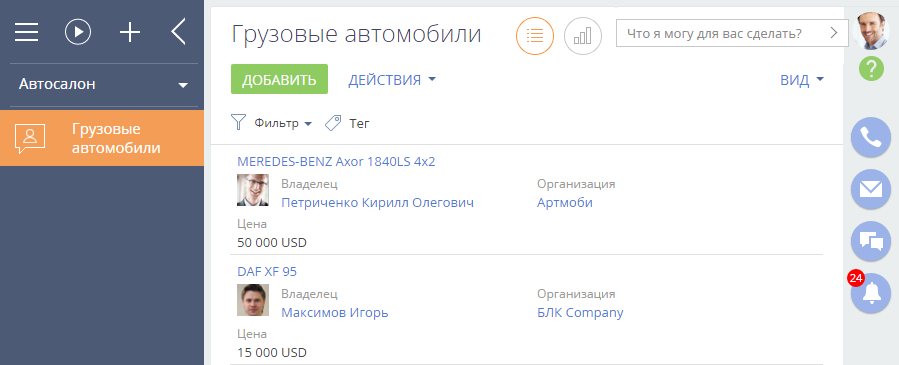 Грузовые автомобили
Что я могу для вас сделать?
Автосалон
ДОБАВИТЬ
ДЕЙСТВИЯ
ВИД
?
Грузовые
автомобили
Фильтр
Тег
MEREDES-BENZ Axor 1840LS 4x2
Владелец
Организация
Петриченко Кирилл Олегович
Артмоби
Цена
50 000 USD
DAF XF 95
24
Владелец
Организация
Максимов Игорь
БЛК Company
Цена
15 000 USD